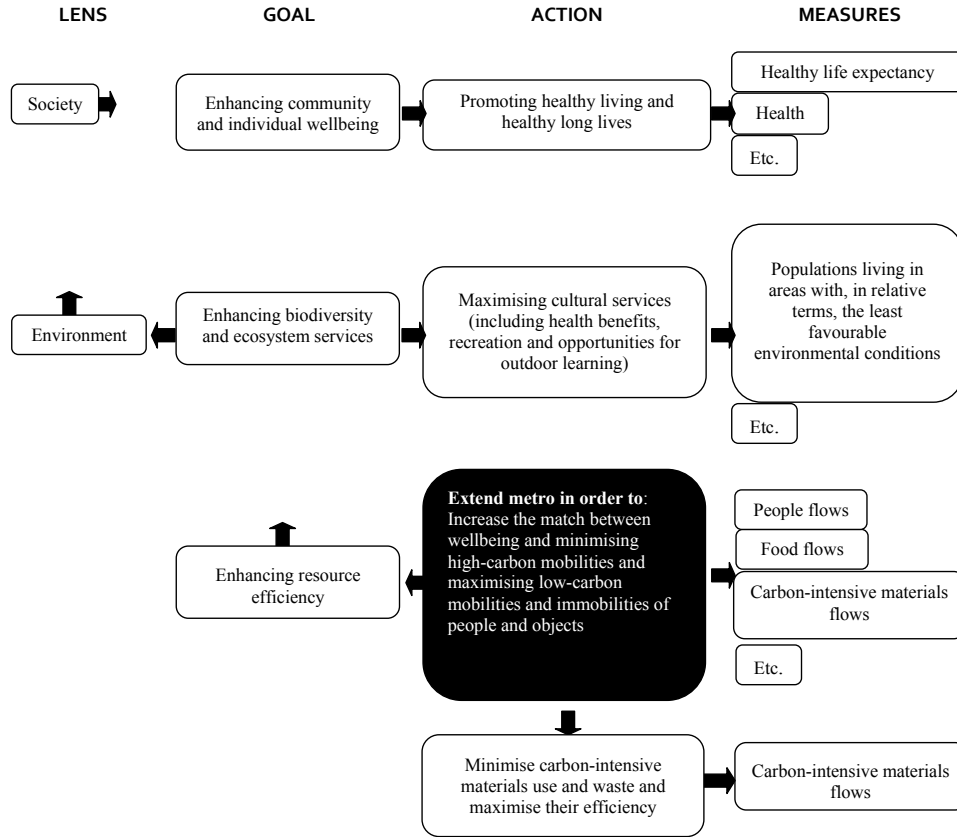 LENS
GOAL
ACTION
MEASURES
Society
Enhancing community
and individual wellbeing
Promoting healthy living and
healthy long lives
Healthy life expectancy
Health
Etc.
Environment
Enhancing biodiversity
and ecosystem services
Maximising cultural services
(including health benefits,
recreation and opportunities for
outdoor learning)
Populations living in
areas with, in relative
terms, the least
favourable
environmental conditions
Etc.
Enhancing resource
efficiency
Extend metro in order to:
Increase the match between
wellbeing and minimising
high-carbon mobilities and
maximising low-carbon
mobilities and immobilities of
people and objects
People flows
Food flows
Carbon-intensive materials
flows
Etc.
Minimise carbon-intensive
materials use and waste and
maximise their efficiency
Carbon-intensive materials
flows